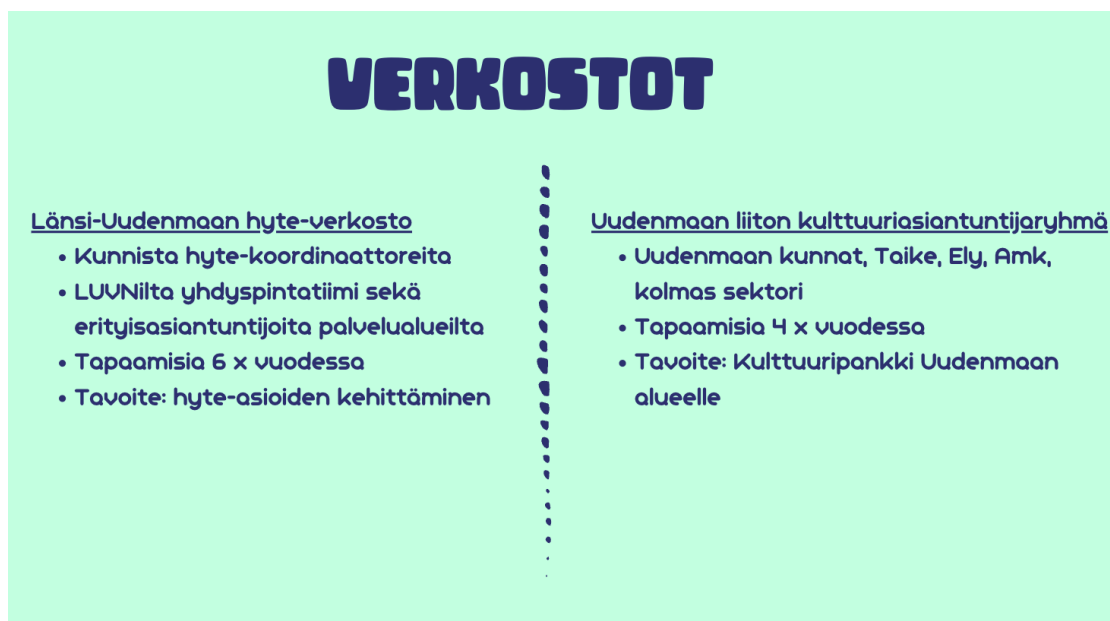 VERKOSTOT
Länsi-Uudenmaan hyte-verkosto
• Kunnista hyte-koordinaattoreita
• LUVNilta yhdyspintatiimi sekä
erityisasiantuntijoita palvelualueilta
• Tapaamisia 6 x vuodessa
• Tavoite: hyte-asioiden kehittäminen
Uudenmaan liiton kulttuuriasiantuntijaryhmä
• Uudenmaan kunnat, Taike, Ely, Amk,
kolmas sektori
• Tapaamisia 4 x vuodessa
• Tavoite: Kulttuuripankki Uudenmaan
alueelle